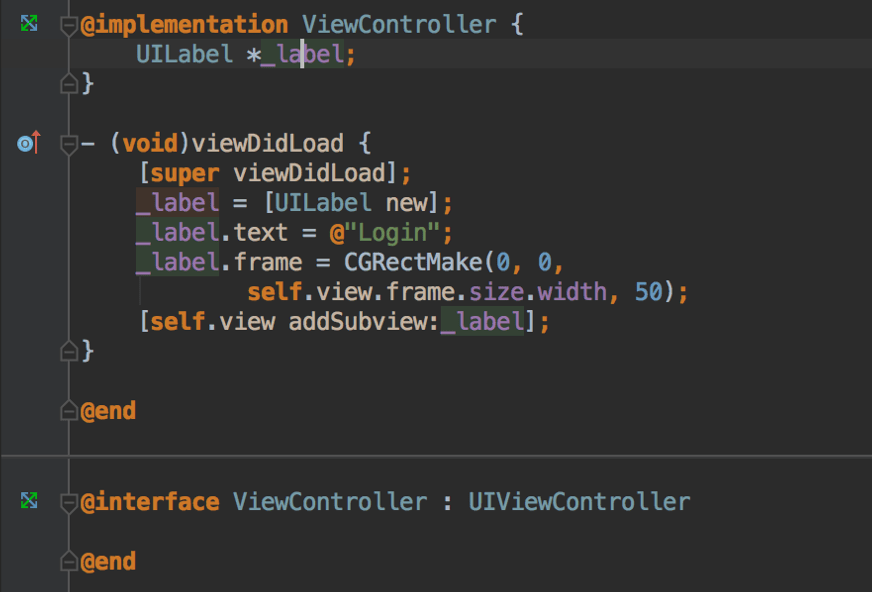 @implementation ViewController {
    UILabel *_label;
}
- (void)viewDidLoad {
    [super viewDidLoad];
    _label = [UILabel new];
    _label.text = @"Login";
    _label.frame = CGRectMake(0, 0,
            self.view.frame.size.width, 50);
    [self.view addSubview:_label];
}
@end
@interface ViewController : UIViewController
@end